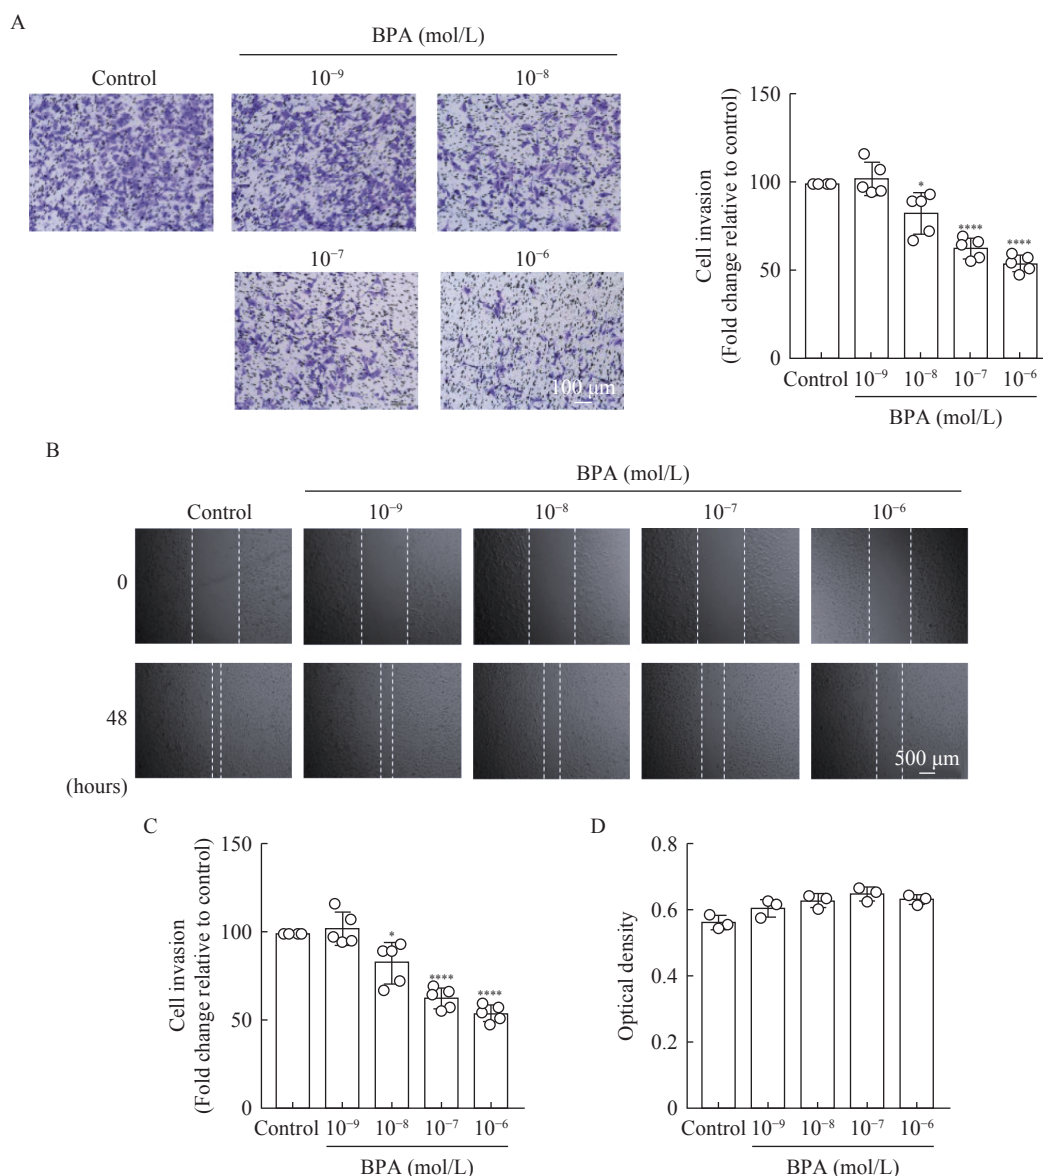 A
BPA (mol/L)
Control
10⁻⁹
10⁻⁸
10⁻⁷
10⁻⁶
100 μm
Cell invasion
(Fold change relative to control)
150
100
50
0
*
****
****
Control
10⁻⁹
10⁻⁸
10⁻⁷
10⁻⁶
BPA (mol/L)
B
BPA (mol/L)
Control
10⁻⁹
10⁻⁸
10⁻⁷
10⁻⁶
0
48
(hours)
500 μm
C
Cell invasion
(Fold change relative to control)
150
100
50
0
*
****
****
Control
10⁻⁹
10⁻⁸
10⁻⁷
10⁻⁶
BPA (mol/L)
D
Optical density
0.8
0.6
0.4
0.2
0
Control
10⁻⁹
10⁻⁸
10⁻⁷
10⁻⁶
BPA (mol/L)